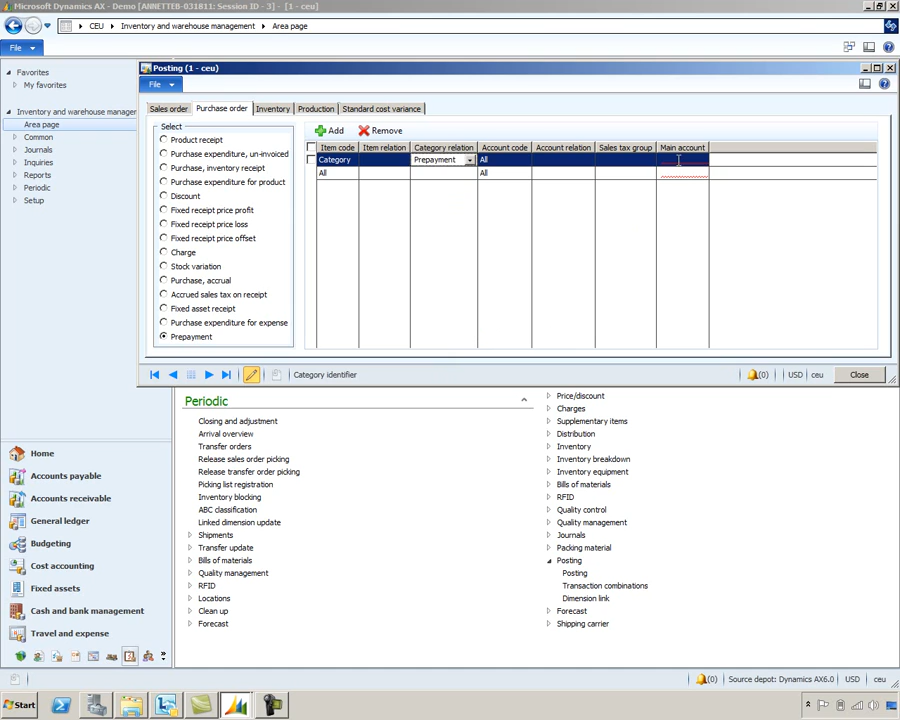 Microsoft Dynamics AX - Demo [ANNETTEB-031811: Session ID - 3] - [1 - ceu]
CEU
Inventory and warehouse management
Area page
File
Favorites
My favorites
Inventory and warehouse manager
Area page
Common
Journals
Inquiries
Reports
Periodic
Setup
Posting (1 - ceu)
File
Sales order
Purchase order
Inventory
Production
Standard cost variance
Select
Product receipt
Purchase expenditure, un-invoiced
Purchase, inventory receipt
Purchase expenditure for product
Discount
Fixed receipt price profit
Fixed receipt price loss
Fixed receipt price offset
Charge
Stock variation
Purchase, accrual
Accrued sales tax on receipt
Fixed asset receipt
Purchase expenditure for expense
Prepayment
Add Remove
Item code Item relation Category relation Account code Account relation Sales tax group Main account
Category Prepayment All
All All
Category identifier
(0) USD ceu Close
Periodic
Closing and adjustment
Arrival overview
Transfer orders
Release sales order picking
Release transfer order picking
Picking list registration
Inventory blocking
ABC classification
Linked dimension update
Shipments
Transfer update
Bills of materials
Quality management
RFID
Locations
Clean up
Forecast
Price/discount
Charges
Supplementary items
Distribution
Inventory
Inventory breakdown
Inventory equipment
Bills of materials
RFID
Quality control
Quality management
Journals
Packing material
Posting
Posting
Transaction combinations
Dimension link
Forecast
Shipping carrier
Home
Accounts payable
Accounts receivable
General ledger
Budgeting
Cost accounting
Fixed assets
Cash and bank management
Travel and expense
(0) Source depot: Dynamics AX6.0 USD ceu
Start